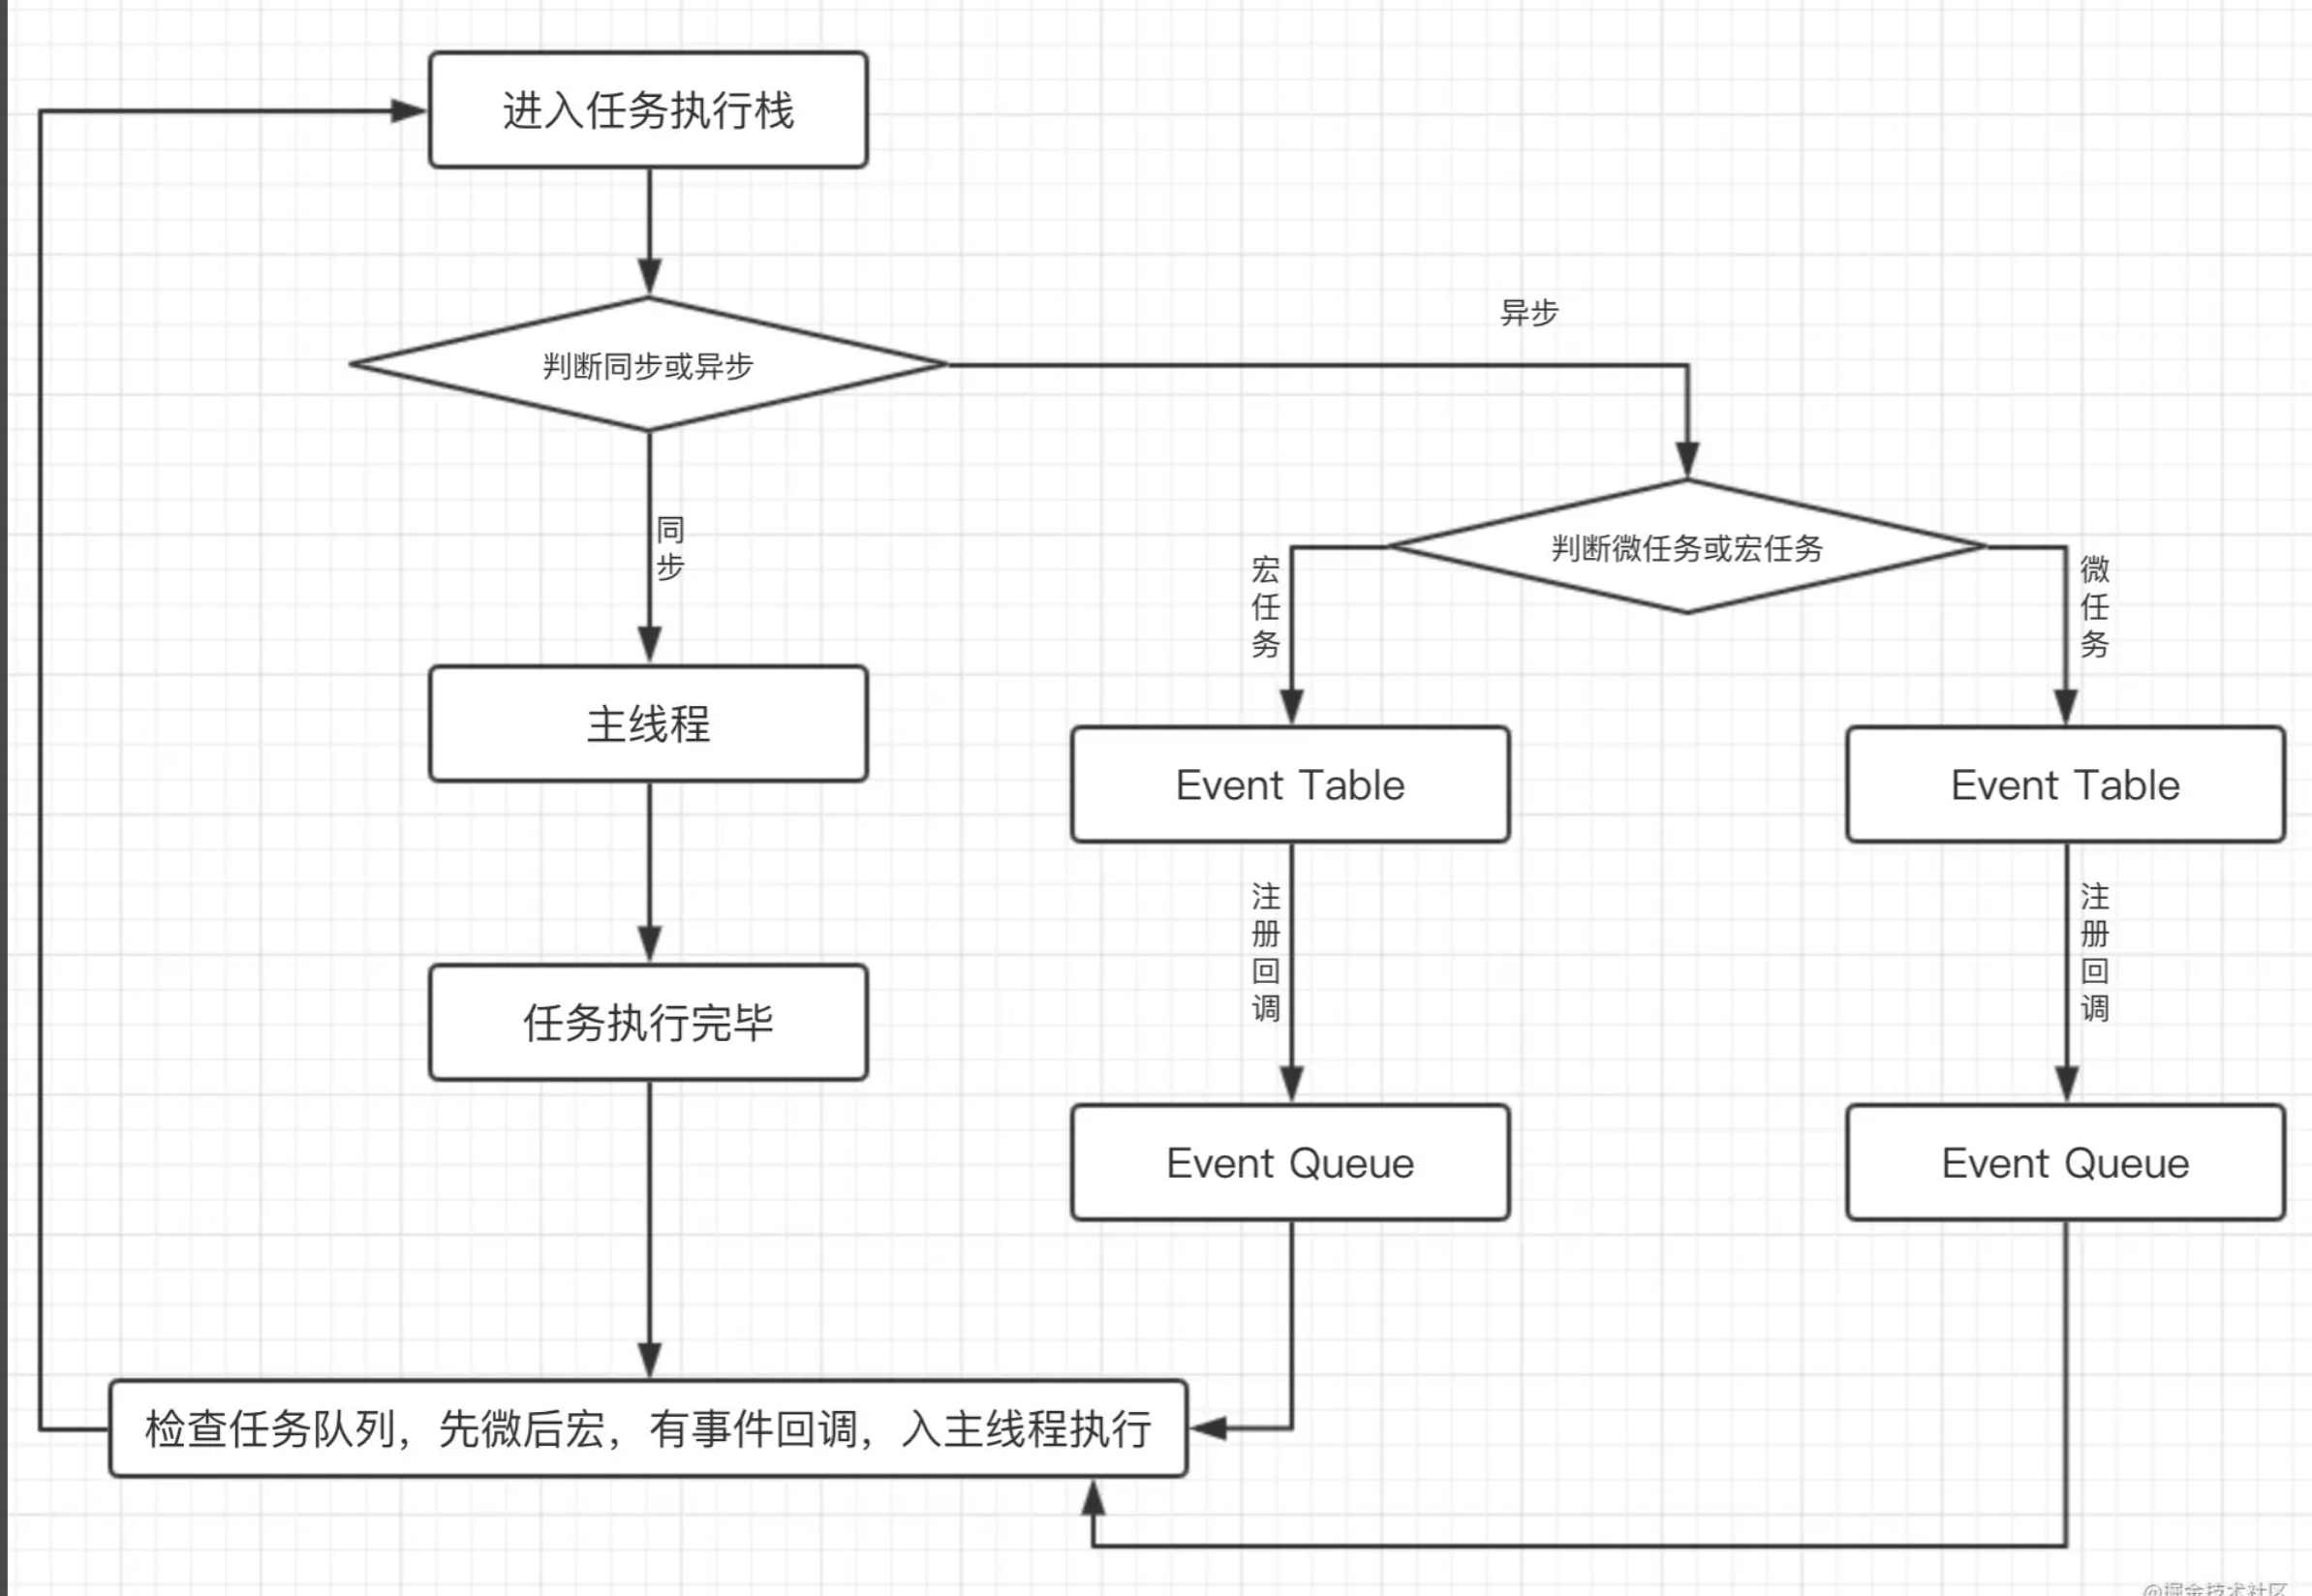 进入任务执行栈
异步
判断同步或异步
同步
判断微任务或宏任务
宏任务
微任务
主线程
Event Table
Event Table
注册回调
注册回调
任务执行完毕
Event Queue
Event Queue
检查任务队列，先微后宏，有事件回调，入主线程执行
@掘金技术社区